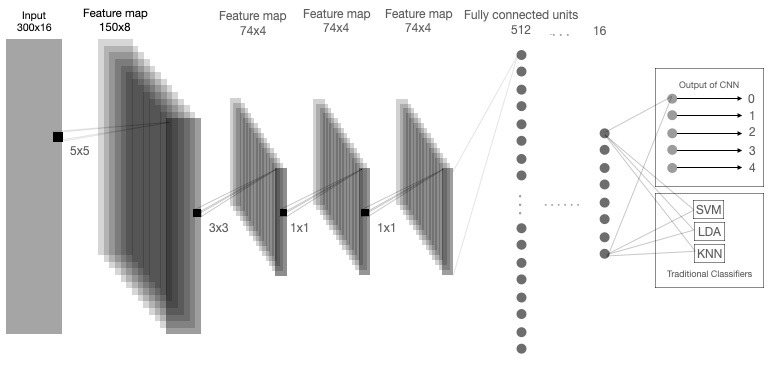 Input
300x16
Feature map
150x8
Feature map
74x4
Feature map
74x4
Feature map
74x4
Fully connected units
512 .... 16
5x5
3x3
1x1
1x1
Output of CNN
0
1
2
3
4
SVM
LDA
KNN
Traditional Classifiers